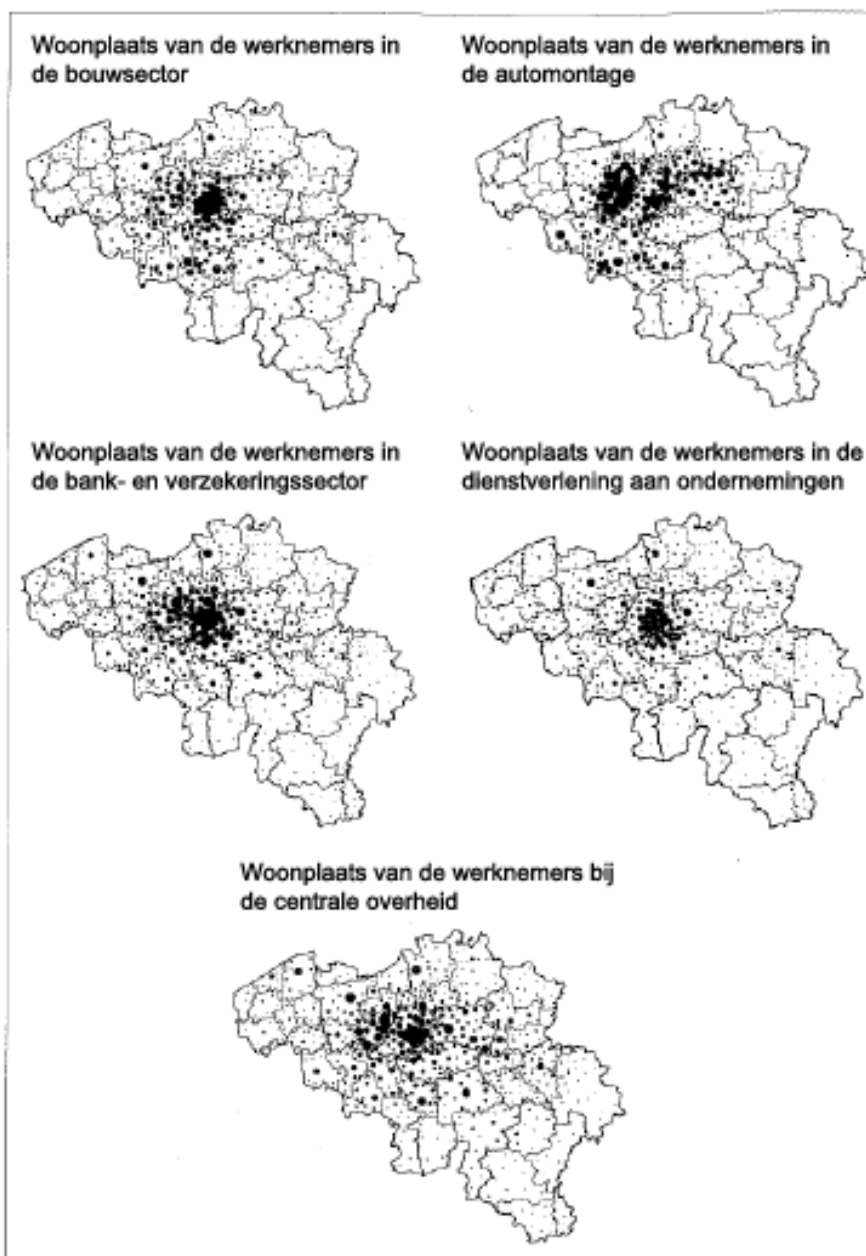 Woonplaats van de werknemers in
de bouwsector
Woonplaats van de werknemers in
de automontage
Woonplaats van de werknemers in
de bank- en verzekeringssector
Woonplaats van de werknemers in de
dienstverlening aan ondernemingen
Woonplaats van de werknemers bij
de centrale overheid